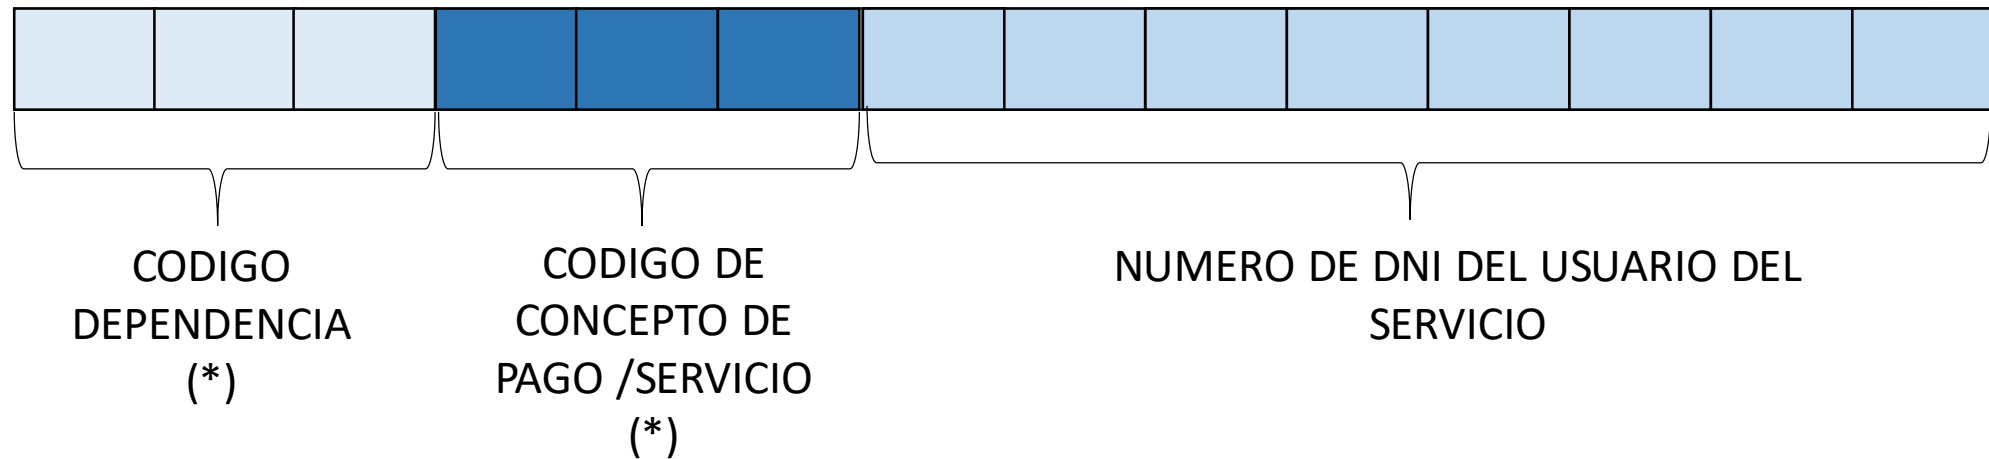 CODIGO
DEPENDENCIA
(*)
CODIGO DE
CONCEPTO DE
PAGO /SERVICIO
(*)
NUMERO DE DNI DEL USUARIO DEL
SERVICIO